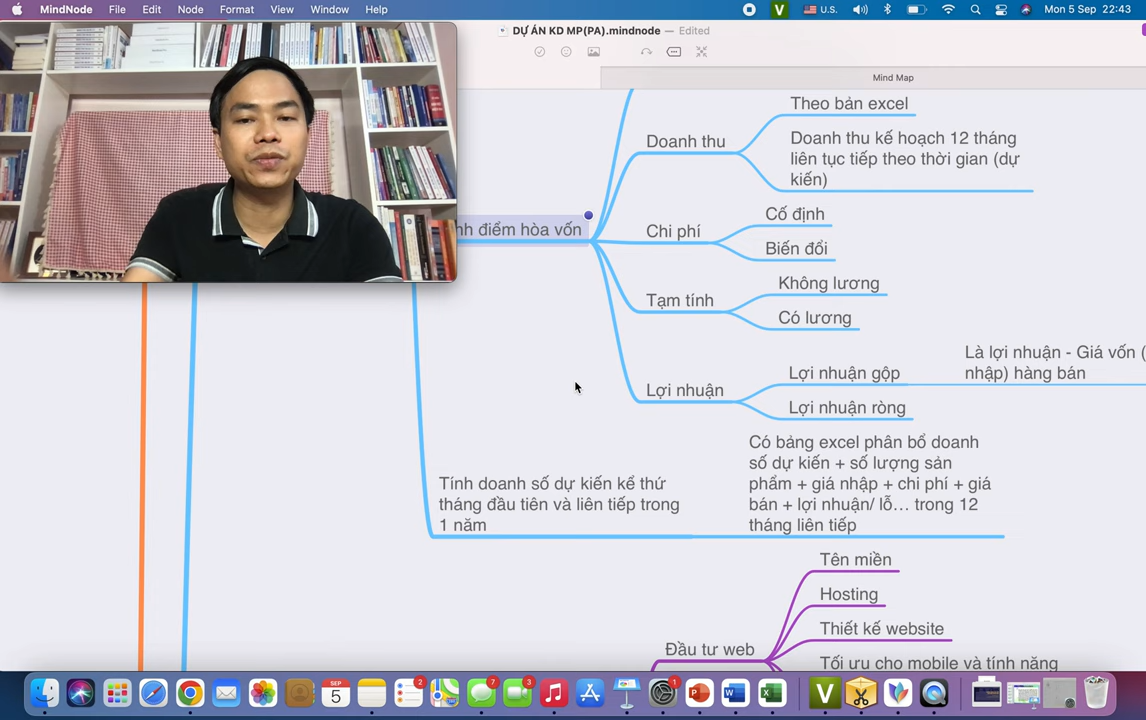 MindNode File Edit Node Format View Window Help V U.S. Mon 5 Sep 22:43
DỰ ÁN KD MP(PA).mindnode — Edited
Mind Map
Theo bản excel
Doanh thu
Doanh thu kế hoạch 12 tháng
liên tục tiếp theo thời gian (dự
kiến)
nh điểm hòa vốn
Chi phí
Cố định
Biến đổi
Tạm tính
Không lương
Có lương
Lợi nhuận
Lợi nhuận gộp
Là lợi nhuận - Giá vốn (
nhập) hàng bán
Lợi nhuận ròng
Tính doanh số dự kiến kể thứ
tháng đầu tiên và liên tiếp trong
1 năm
Có bảng excel phân bổ doanh
số dự kiến + số lượng sản
phẩm + giá nhập + chi phí + giá
bán + lợi nhuận/ lỗ... trong 12
tháng liên tiếp
Tên miền
Hosting
Thiết kế website
Đầu tư web
Tối ưu cho mobile và tính năng
SEP
5
2
7
3
1
P
W
X
V